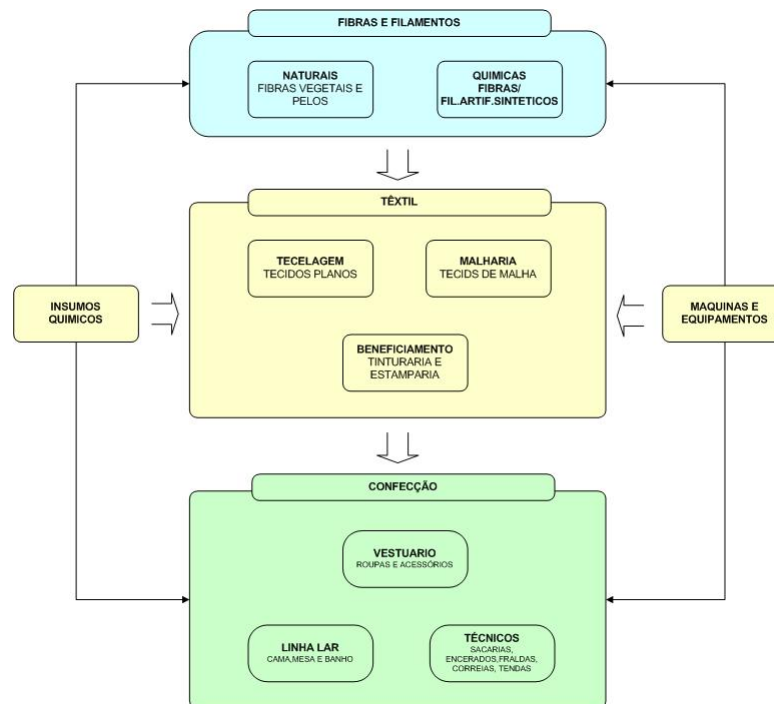 FIBRAS E FILAMENTOS
NATURAIS
FIBRAS VEGETAIS E
PELOS
QUIMICAS
FIBRAS/
FIL.ARTIF.SINTETICOS
TÊXTIL
TECELAGEM
TECIDOS PLANOS
MALHARIA
TECIDS DE MALHA
INSUMOS
QUIMICOS
MAQUINAS E
EQUIPAMENTOS
BENEFICIAMENTO
TINTURARIA E
ESTAMPARIA
CONFECÇÃO
VESTUARIO
ROUPAS E ACESSÓRIOS
LINHA LAR
CAMA,MESA E BANHO
TÉCNICOS
SACARIAS,
ENCERADOS,FRALDAS,
CORREIAS, TENDAS